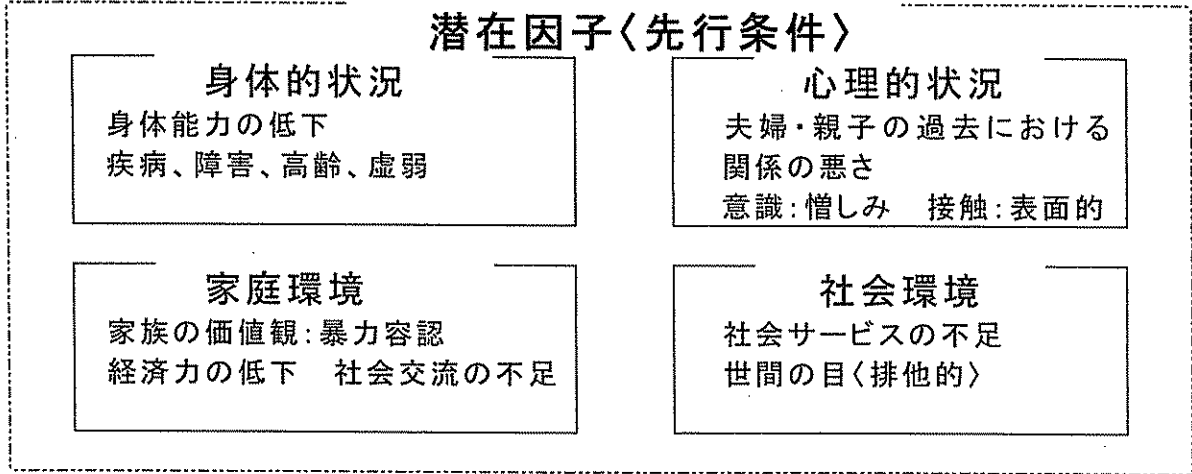 潜在因子〈先行条件〉
身体的状況
身体能力の低下
疾病、障害、高齢、虚弱
心理的状況
夫婦・親子の過去における
関係の悪さ
意識:憎しみ　接触:表面的
家庭環境
家族の価値観:暴力容認
経済力の低下　社会交流の不足
社会環境
社会サービスの不足
世間の目〈排他的〉